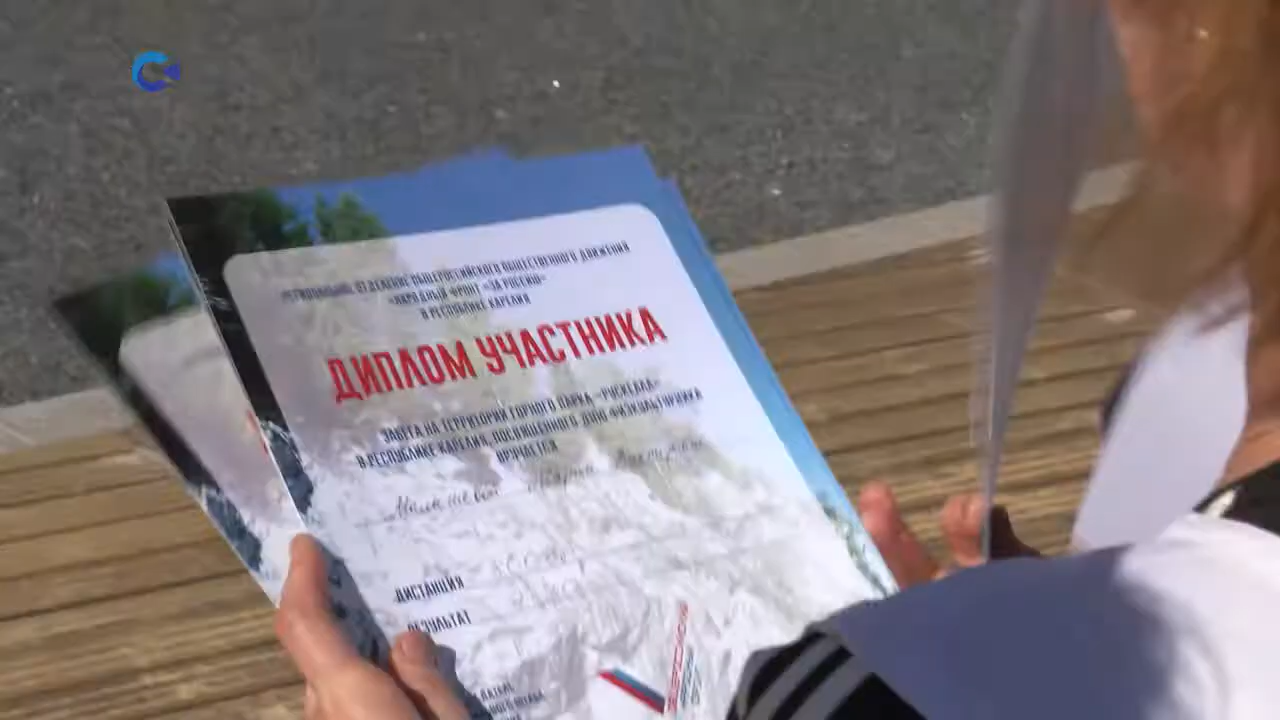 РЕГИОНАЛЬНОЕ ОТДЕЛЕНИЕ ОБЩЕРОССИЙСКОГО ОБЩЕСТВЕННОГО ДВИЖЕНИЯ
«НАРОДНЫЙ ФРОНТ «ЗА РОССИЮ»
В РЕСПУБЛИКЕ КАРЕЛИЯ
ДИПЛОМ УЧАСТНИКА
ЗАБЕГА НА ТЕРРИТОРИИ ГОРНОГО ПАРКА «РУСКЕАЛА»
В РЕСПУБЛИКЕ КАРЕЛИЯ, ПОСВЯЩЕННОГО ДНЮ ФИЗКУЛЬТУРНИКА
ВРУЧАЕТСЯ
ДИСТАНЦИЯ
РЕЗУЛЬТАТ